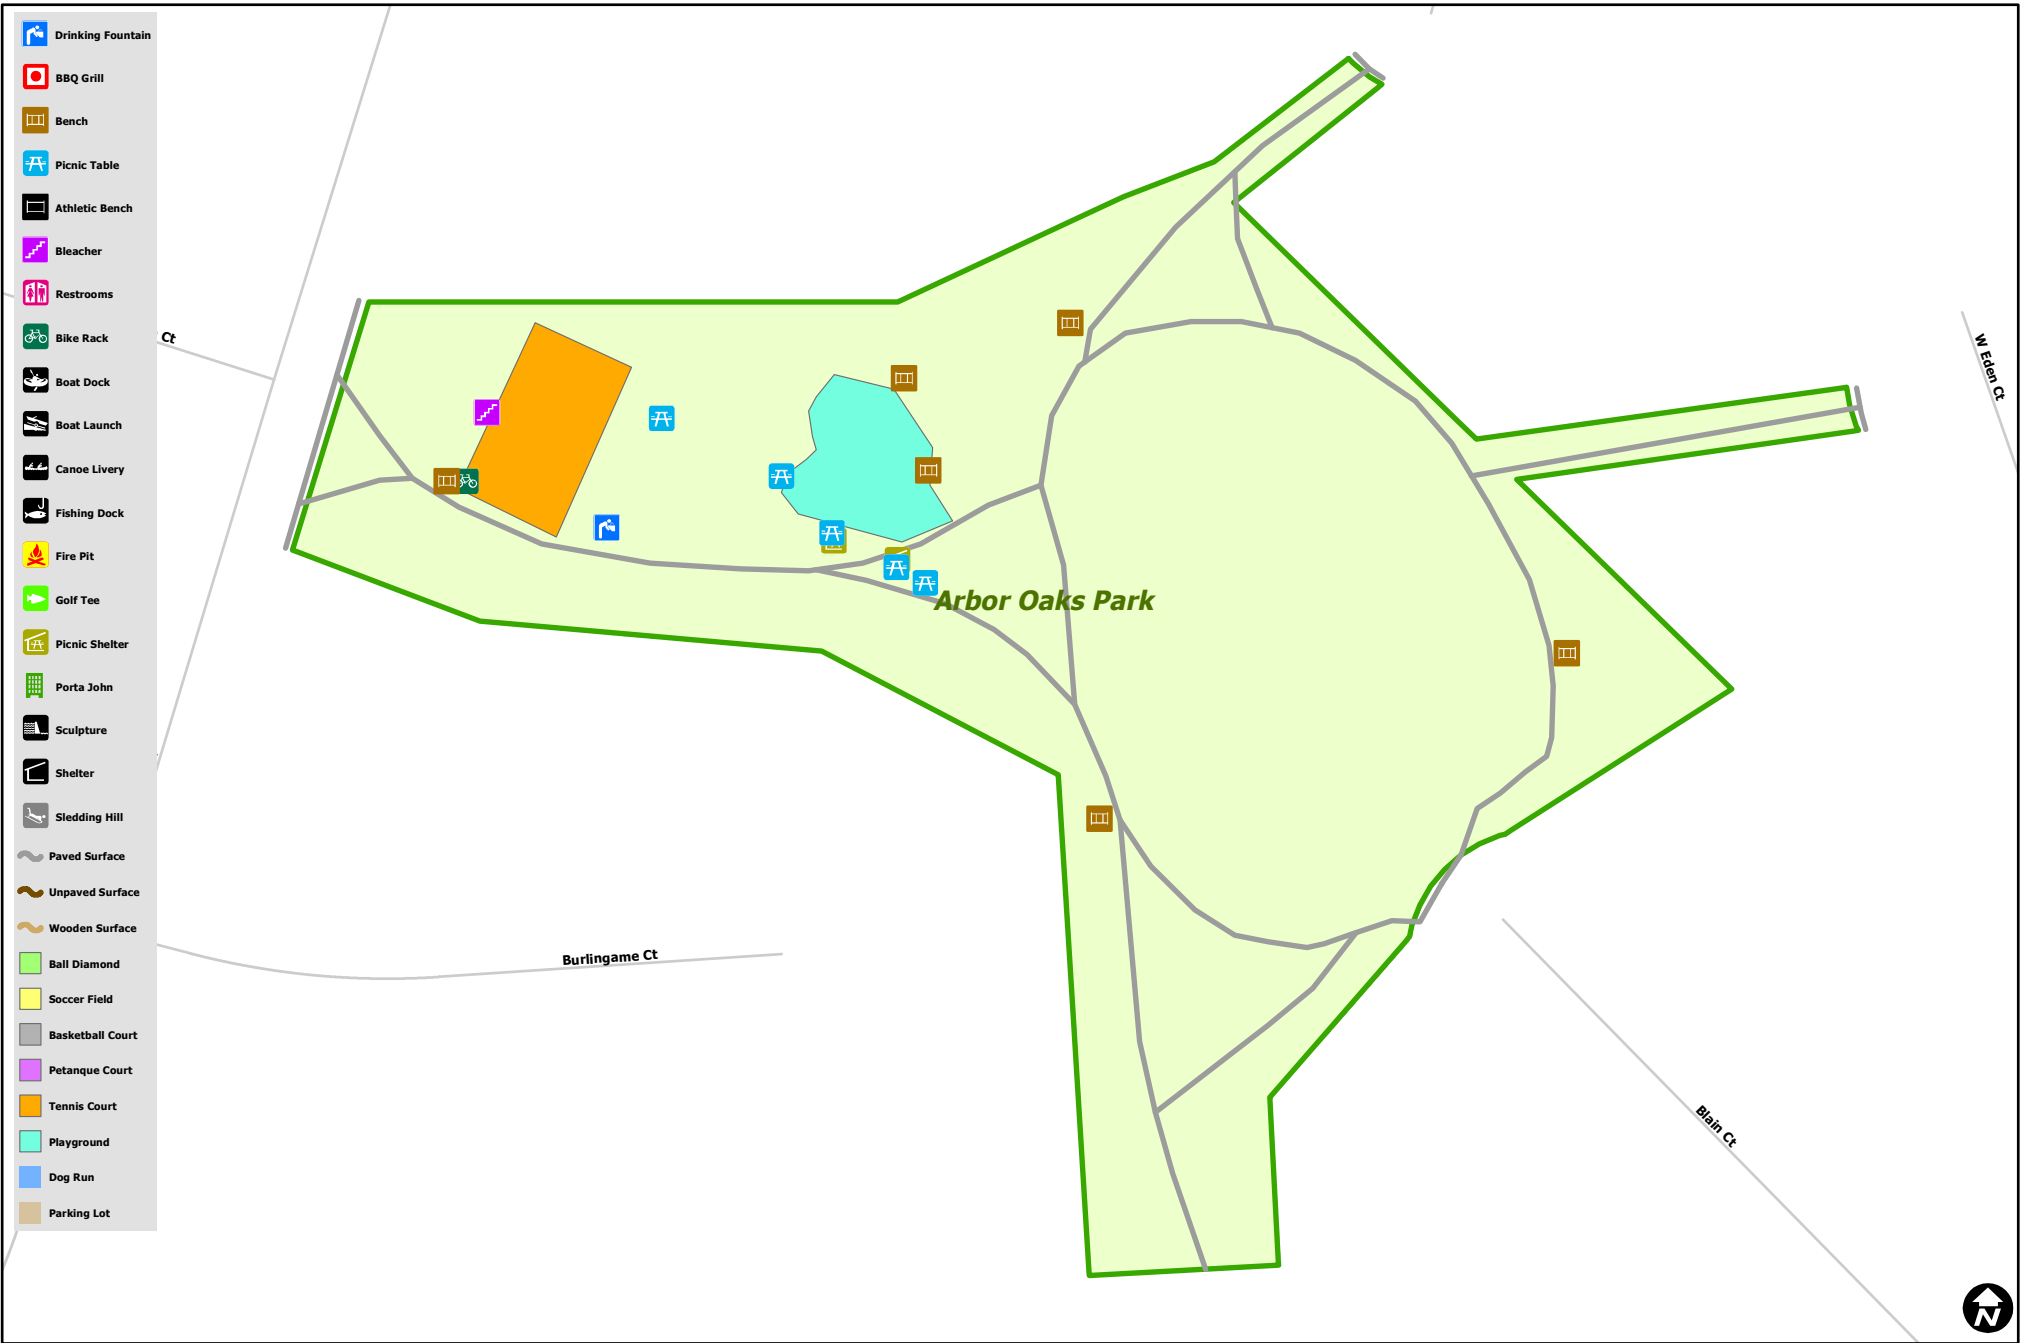 Drinking Fountain
BBQ Grill
Bench
Picnic Table
Athletic Bench
Bleacher
Restrooms
Bike Rack
Boat Dock
Boat Launch
Canoe Livery
Fishing Dock
Fire Pit
Golf Tee
Picnic Shelter
Porta John
Sculpture
Shelter
Sledding Hill
Paved Surface
Unpaved Surface
Wooden Surface
Ball Diamond
Soccer Field
Basketball Court
Petanque Court
Tennis Court
Playground
Dog Run
Parking Lot
Ct
W Eden Ct
Arbor Oaks Park
Burlingame Ct
Blain Ct
N